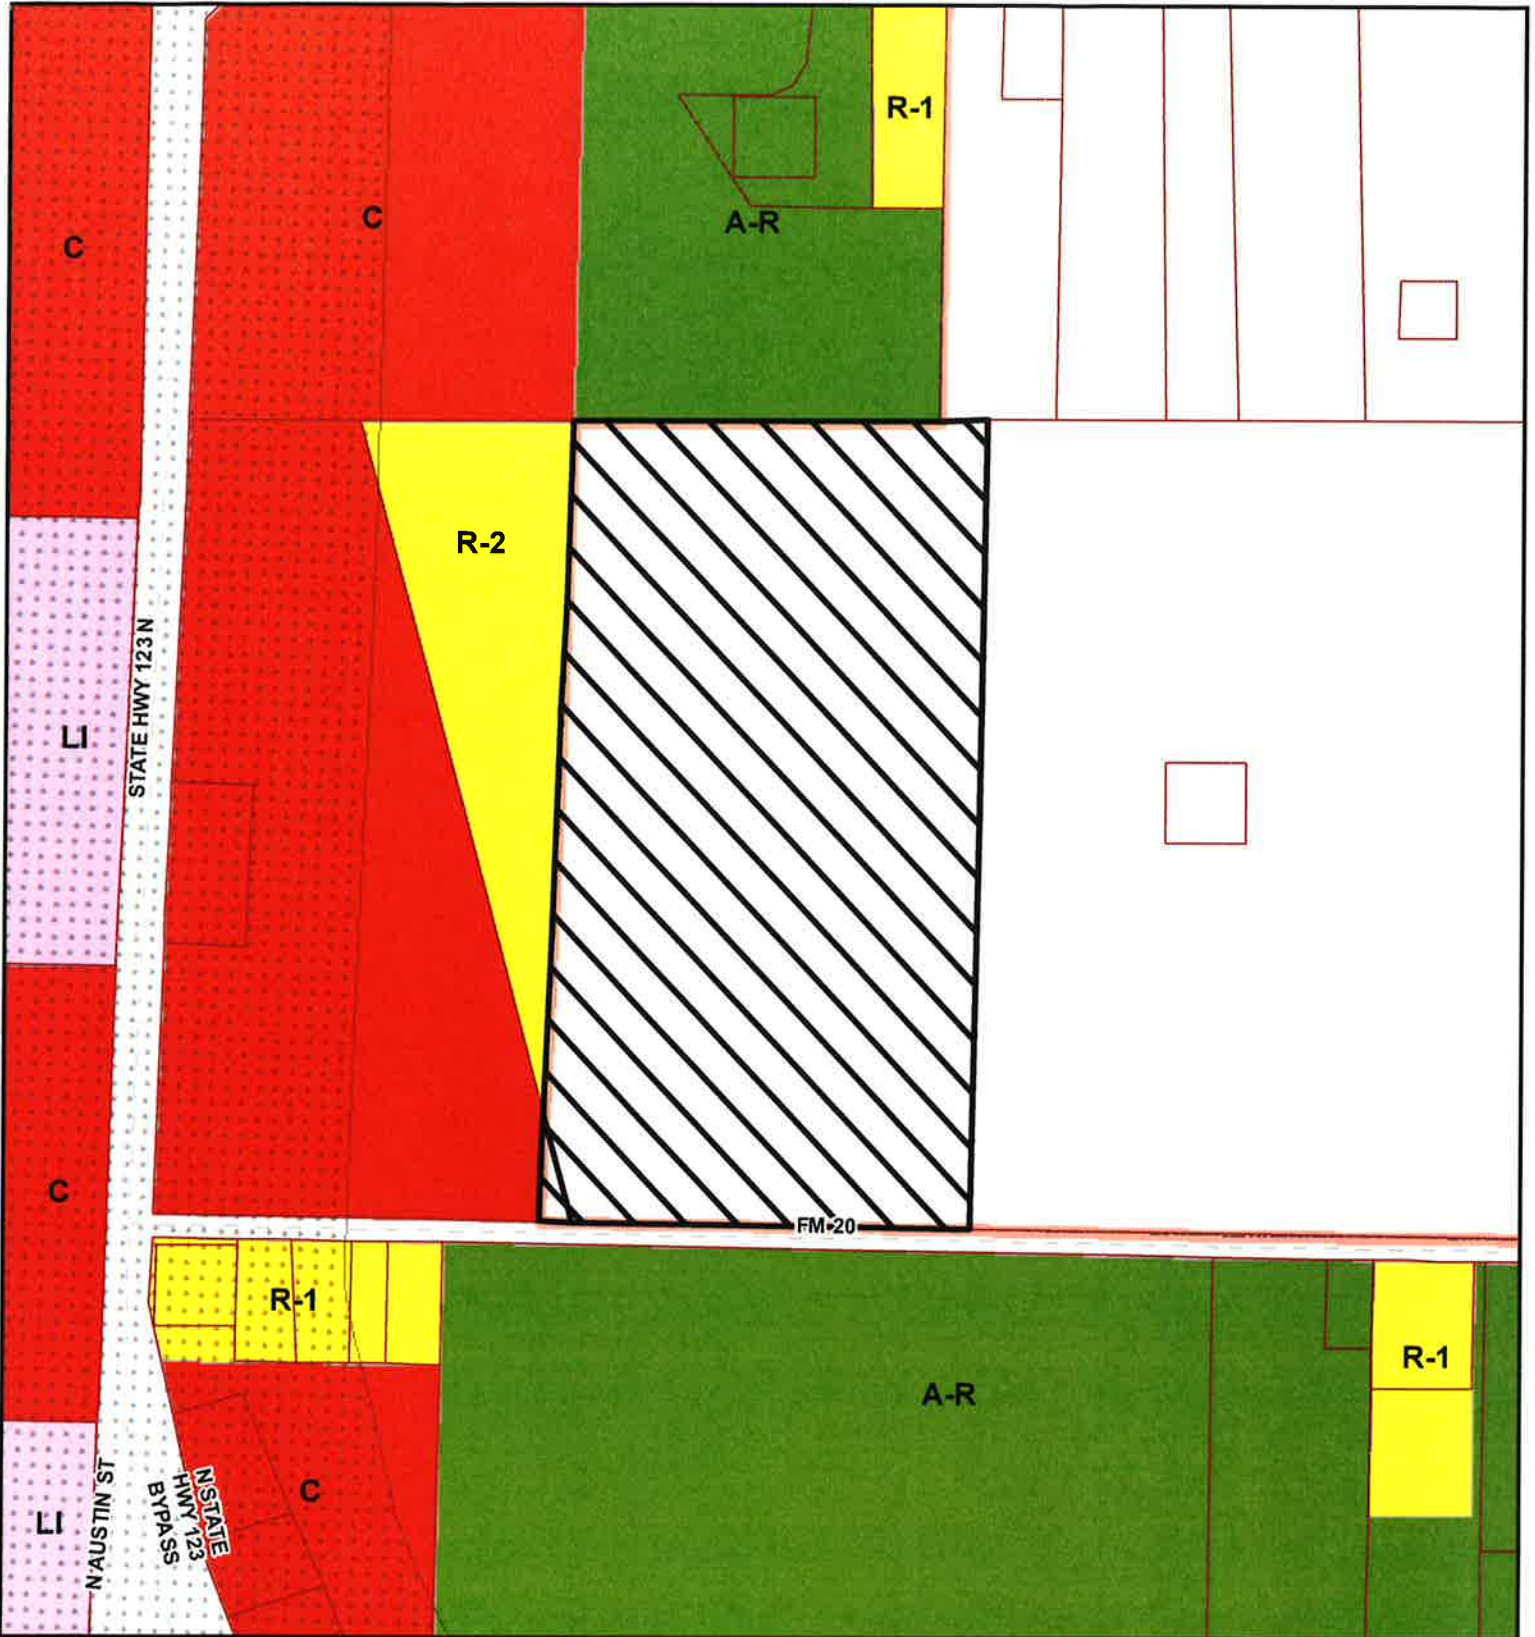 R-1
C
A-R
C
R-2
STATE HWY 123 N
LI
C
FM 20
R-1
R-1
A-R
C
N STATE
HWY 123
BYPASS
LI
N AUSTIN ST